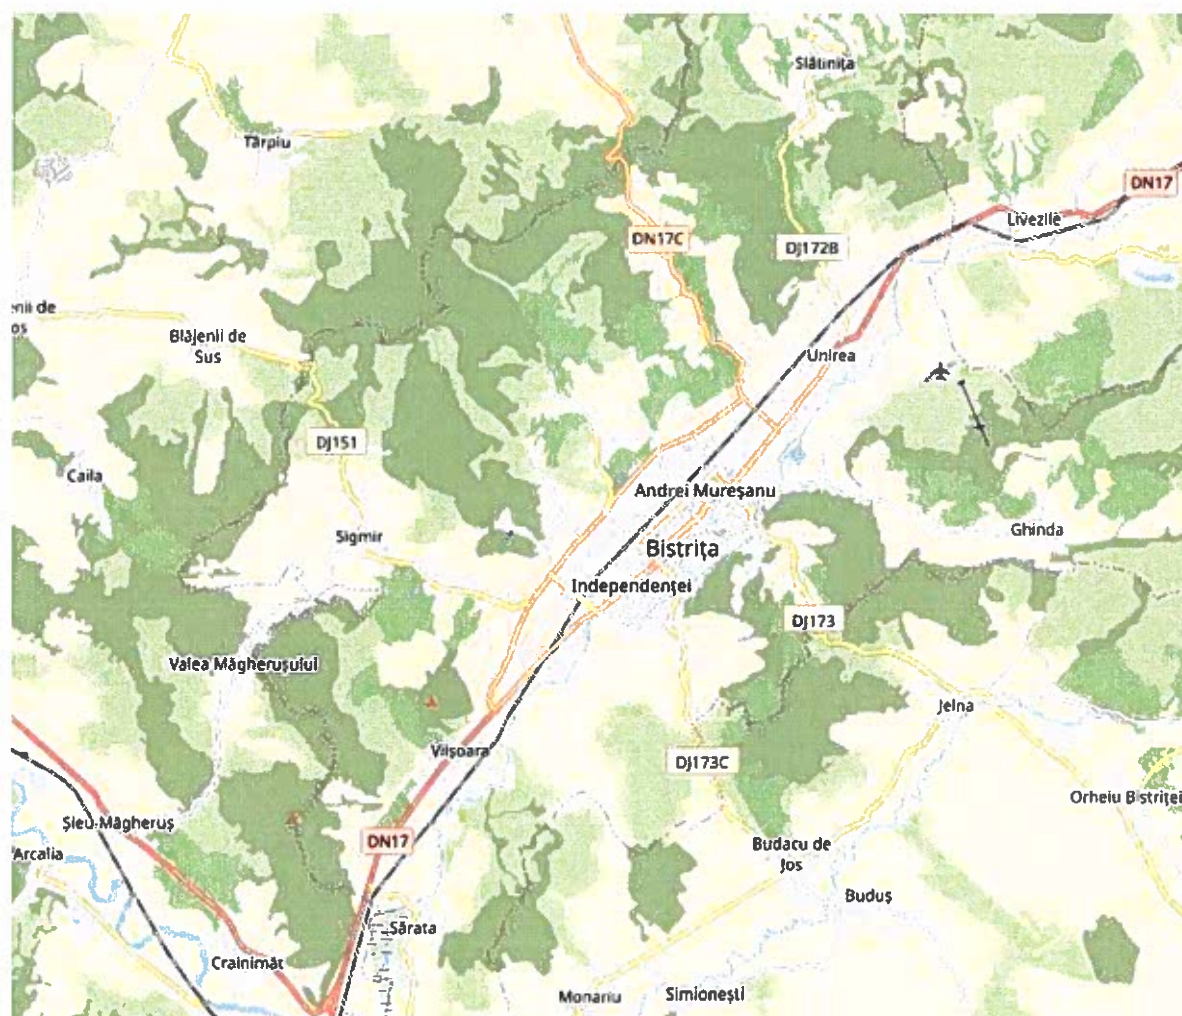 Slătinița
Târpiu
DN17
Livezile
DN17C
DJ172B
Blăjenii de
Sus
Unirea
DJ151
Caila
Andrei Mureșanu
Ghinda
Sigmir
Bistrița
Independenței
DJ173
Valea Măgherușului
Jelna
Viișoara
DJ173C
Orheiu Bistriței
Șieu-Măgheruș
DN17
Budacu de
Jos
Arcalia
Buduș
Sărata
Crainimăt
Monariu
Simionești